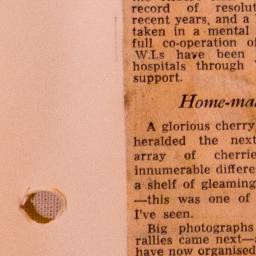 record of resolut
recent years, and a
taken in a mental
full co-operation of
W.I.s have been
hospitals through
support.
Home-ma
A glorious cherry
heralded the next
array of cherrie
innumerable differe
a shelf of gleaming
—this was one of
I've seen.
Big photographs
rallies came next—a
have now organised